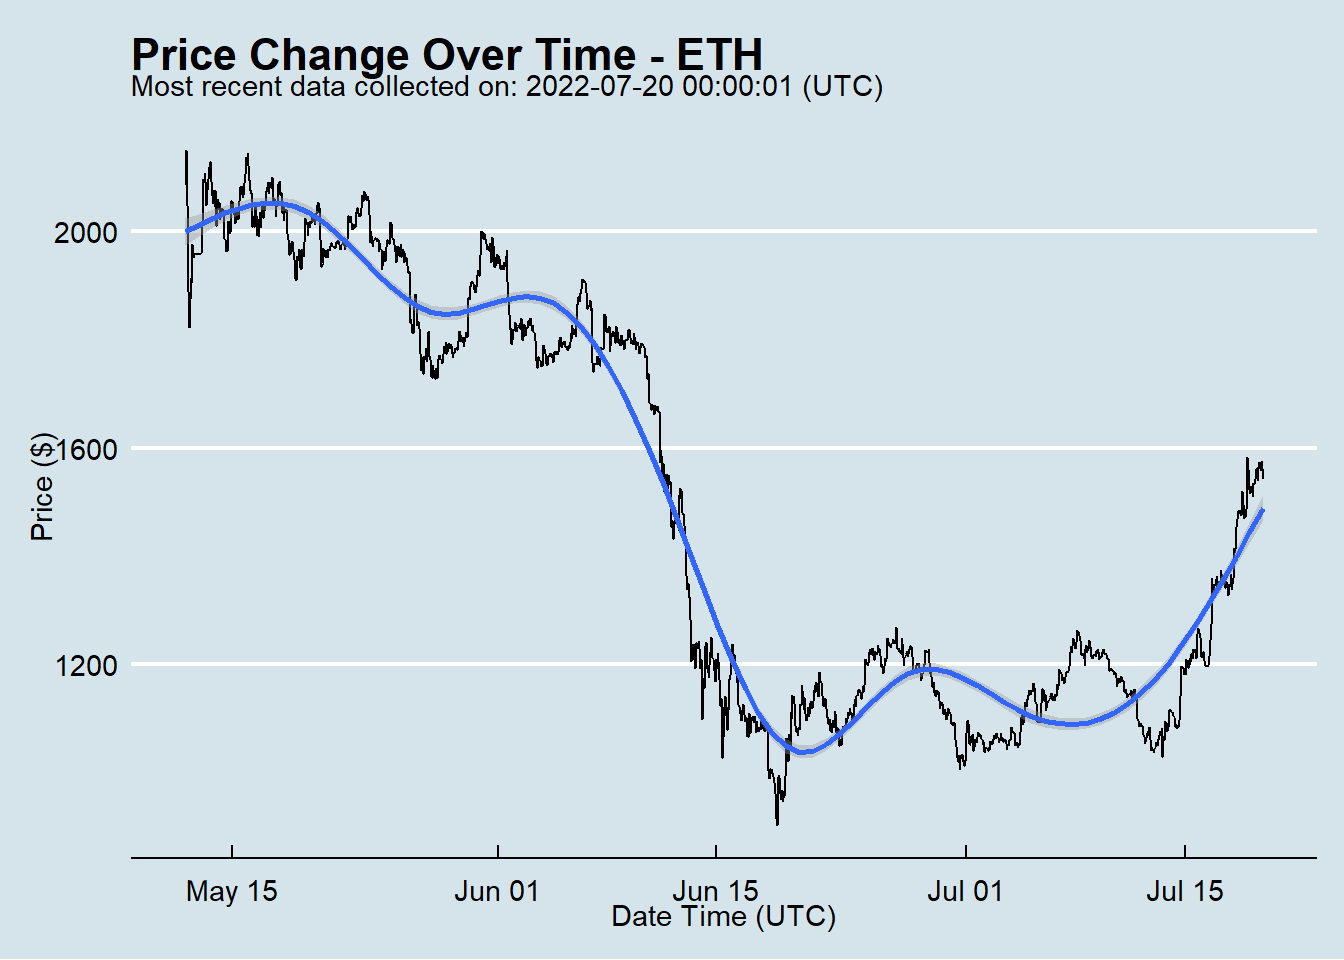 Price Change Over Time - ETH
Most recent data collected on: 2022-07-20 00:00:01 (UTC)
2000
1600
1200
Price ($)
May 15
Jun 01
Jun 15
Jul 01
Jul 15
Date Time (UTC)